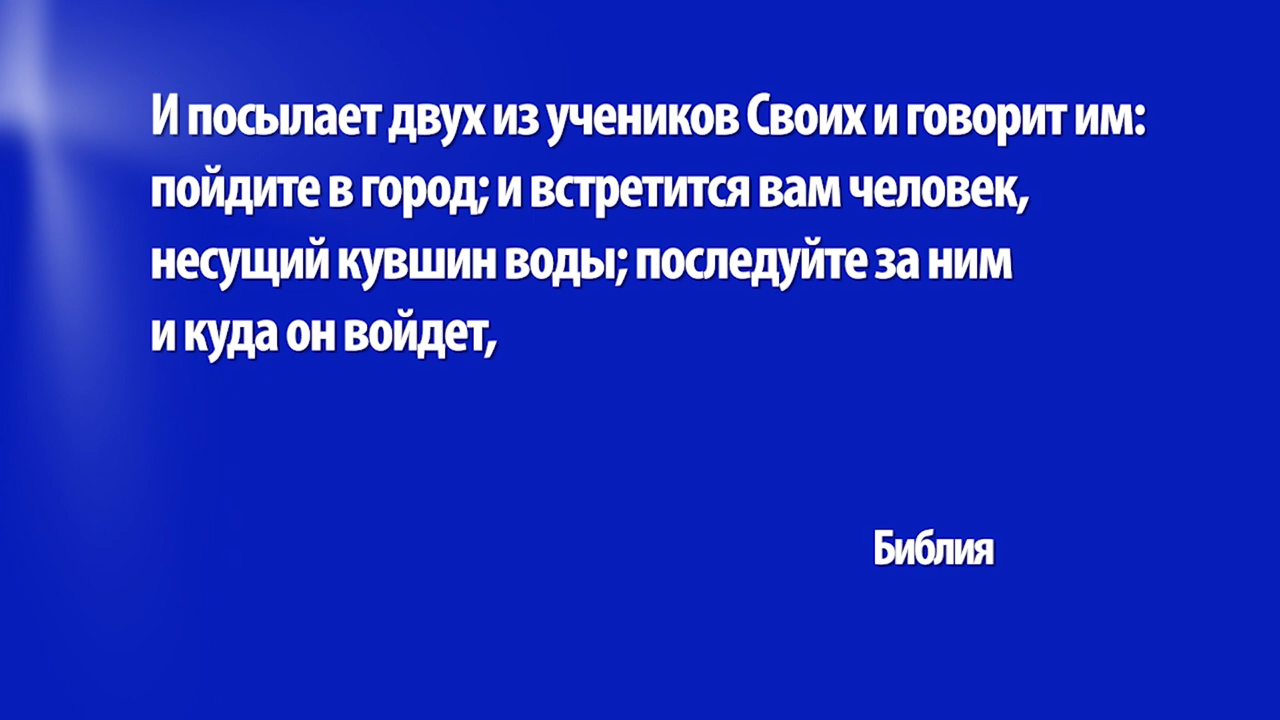 И посылает двух из учеников Своих и говорит им:
пойдите в город; и встретится вам человек,
несущий кувшин воды; последуйте за ним
и куда он войдет,
Библия